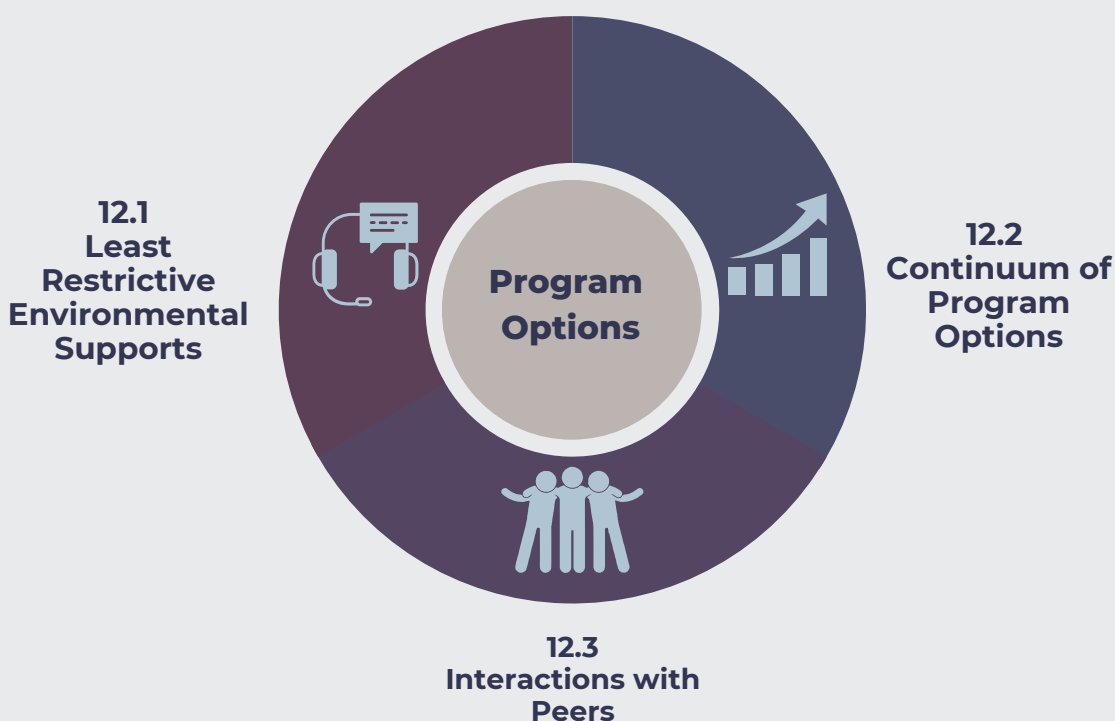 Program
Options
12.1
Least
Restrictive
Environmental
Supports
12.2
Continuum of
Program
Options
12.3
Interactions with
Peers